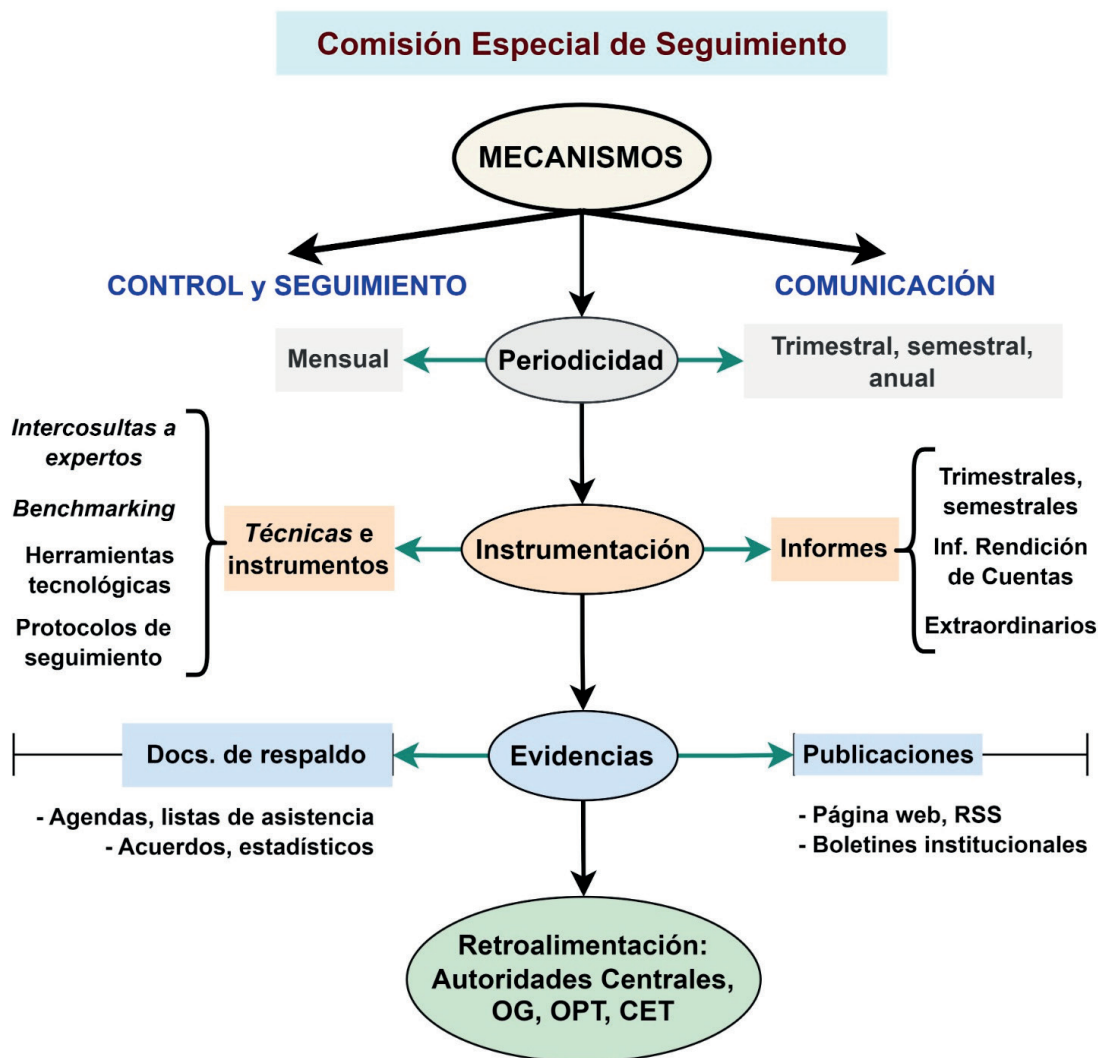 Comisión Especial de Seguimiento
MECANISMOS
CONTROL y SEGUIMIENTO
COMUNICACIÓN
Mensual
Periodicidad
Trimestral, semestral,
anual
Intercosultas a
expertos
Benchmarking
Herramientas
tecnológicas
Protocolos de
seguimiento
Técnicas e
instrumentos
Instrumentación
Informes
Trimestrales,
semestrales
Inf. Rendición
de Cuentas
Extraordinarios
Docs. de respaldo
Evidencias
Publicaciones
- Agendas, listas de asistencia
- Acuerdos, estadísticos
- Página web, RSS
- Boletines institucionales
Retroalimentación:
Autoridades Centrales,
OG, OPT, CET